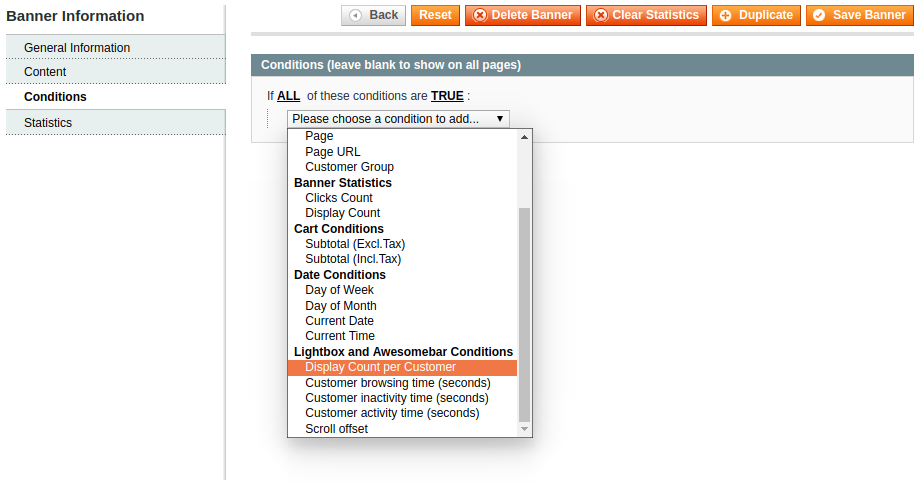 Banner Information
Back Reset Delete Banner Clear Statistics Duplicate Save Banner
General Information
Content
Conditions
Statistics
Conditions (leave blank to show on all pages)
If ALL of these conditions are TRUE :
Please choose a condition to add...
Page
Page URL
Customer Group
Banner Statistics
Clicks Count
Display Count
Cart Conditions
Subtotal (Excl.Tax)
Subtotal (Incl.Tax)
Date Conditions
Day of Week
Day of Month
Current Date
Current Time
Lightbox and Awesomebar Conditions
Display Count per Customer
Customer browsing time (seconds)
Customer inactivity time (seconds)
Customer activity time (seconds)
Scroll offset